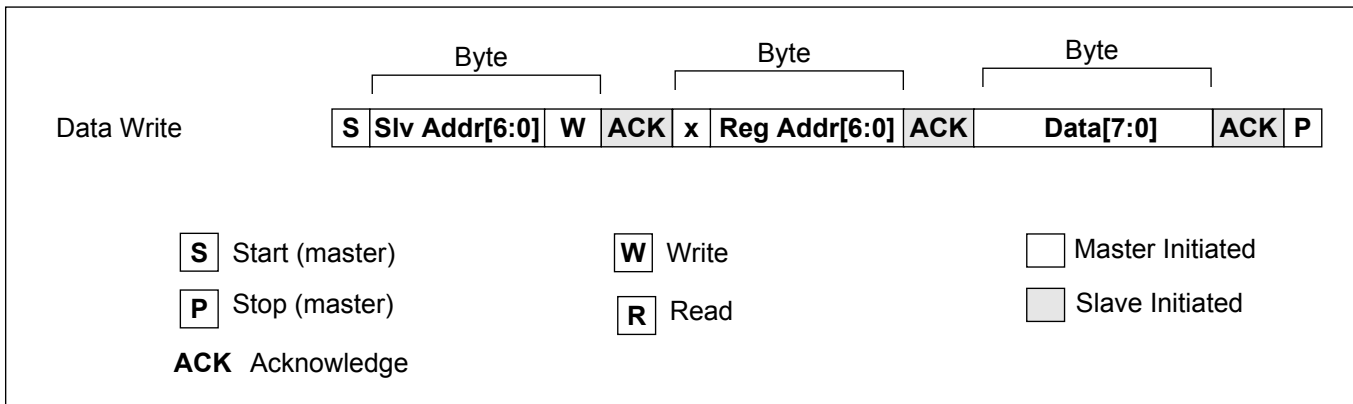 Byte Byte Byte
Data Write S Slv Addr[6:0] W ACK x Reg Addr[6:0] ACK Data[7:0] ACK P
S Start (master) W Write Master Initiated
P Stop (master) R Read Slave Initiated
ACK Acknowledge